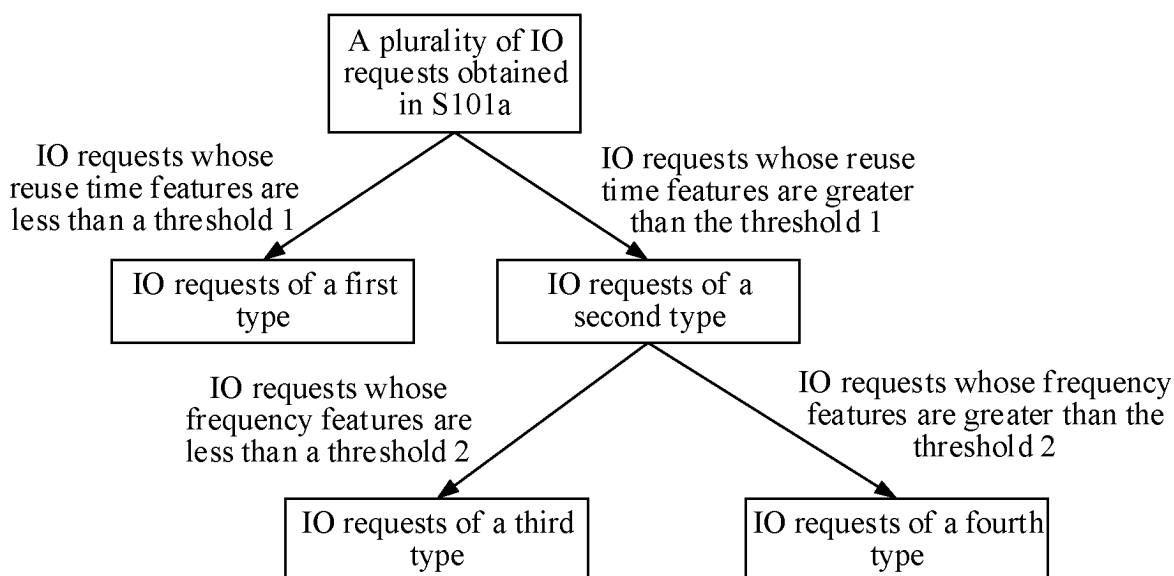 A plurality of IO
requests obtained
in S101a
IO requests whose
reuse time features are
less than a threshold 1
IO requests whose reuse
time features are greater
than the threshold 1
IO requests of a first
type
IO requests of a
second type
IO requests whose
frequency features are
less than a threshold 2
IO requests whose frequency
features are greater than the
threshold 2
IO requests of a third
type
IO requests of a fourth
type